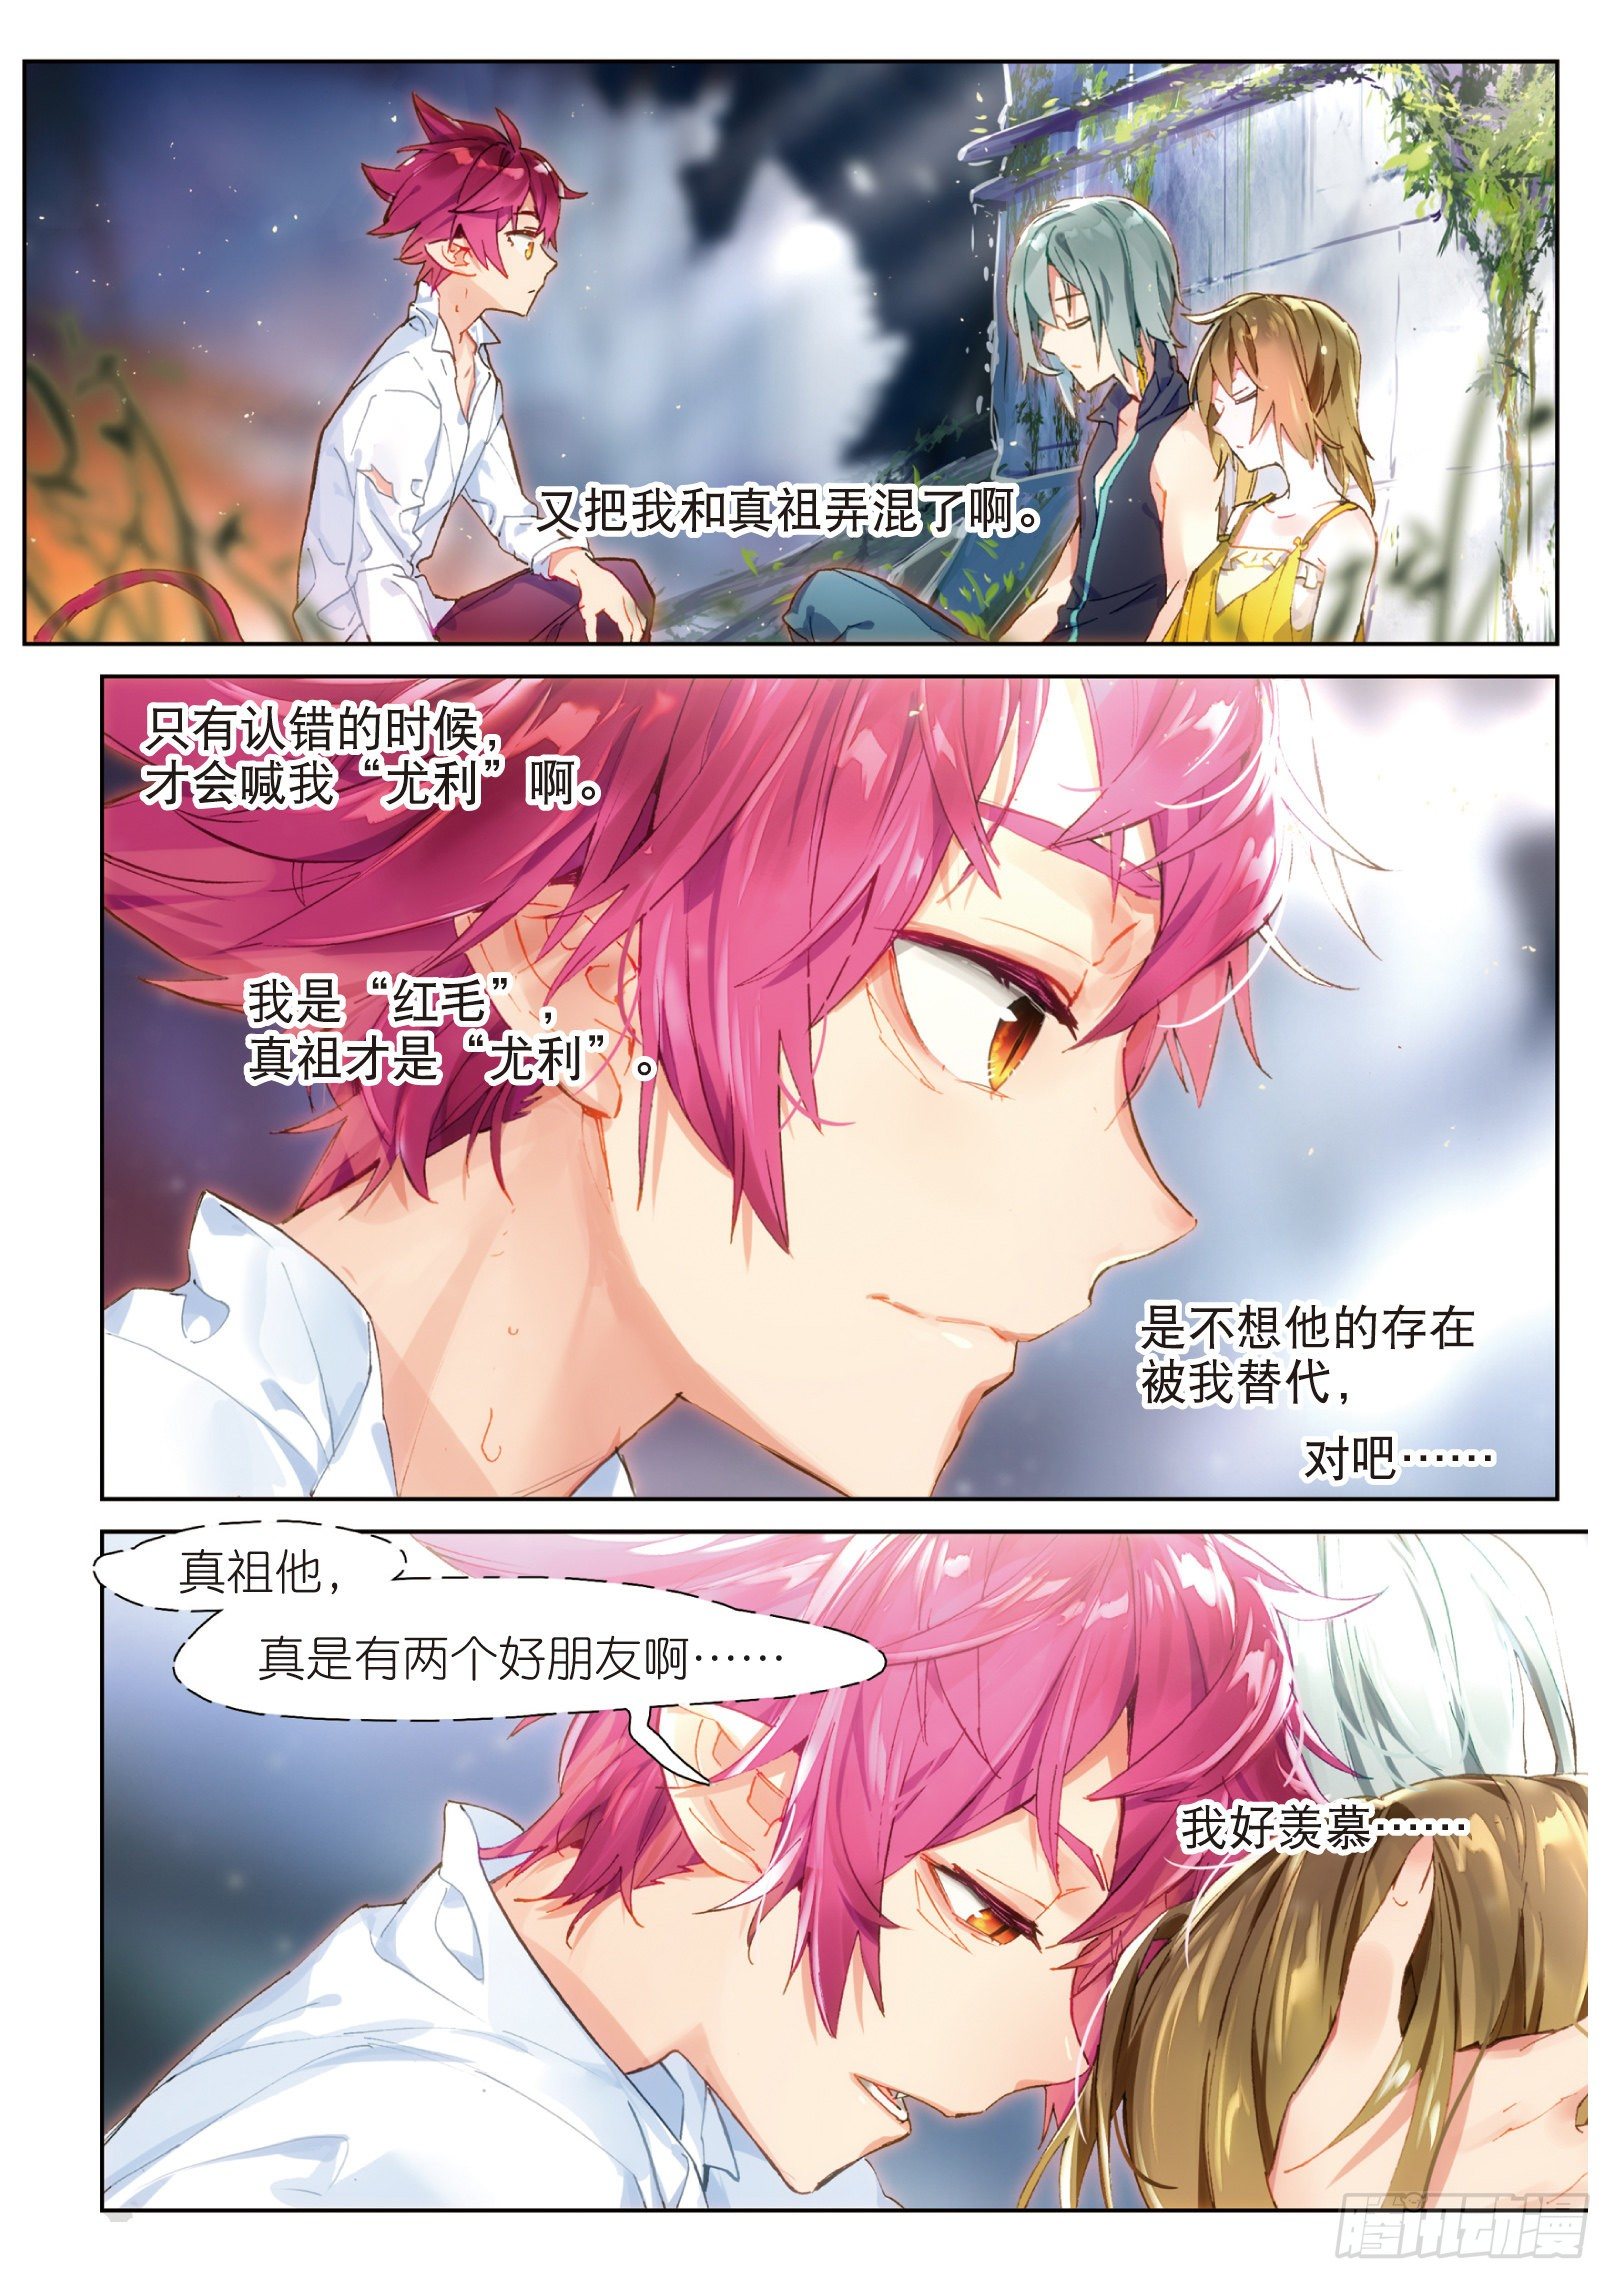 又把我和真祖弄混了啊。
只有认错的时候，
才会喊我“尤利”啊。
我是“红毛”，
真祖才是“尤利”。
是不想他的存在
被我替代，
对吧……
真祖他，
真是有两个好朋友啊……
我好羡慕……
腾讯动漫